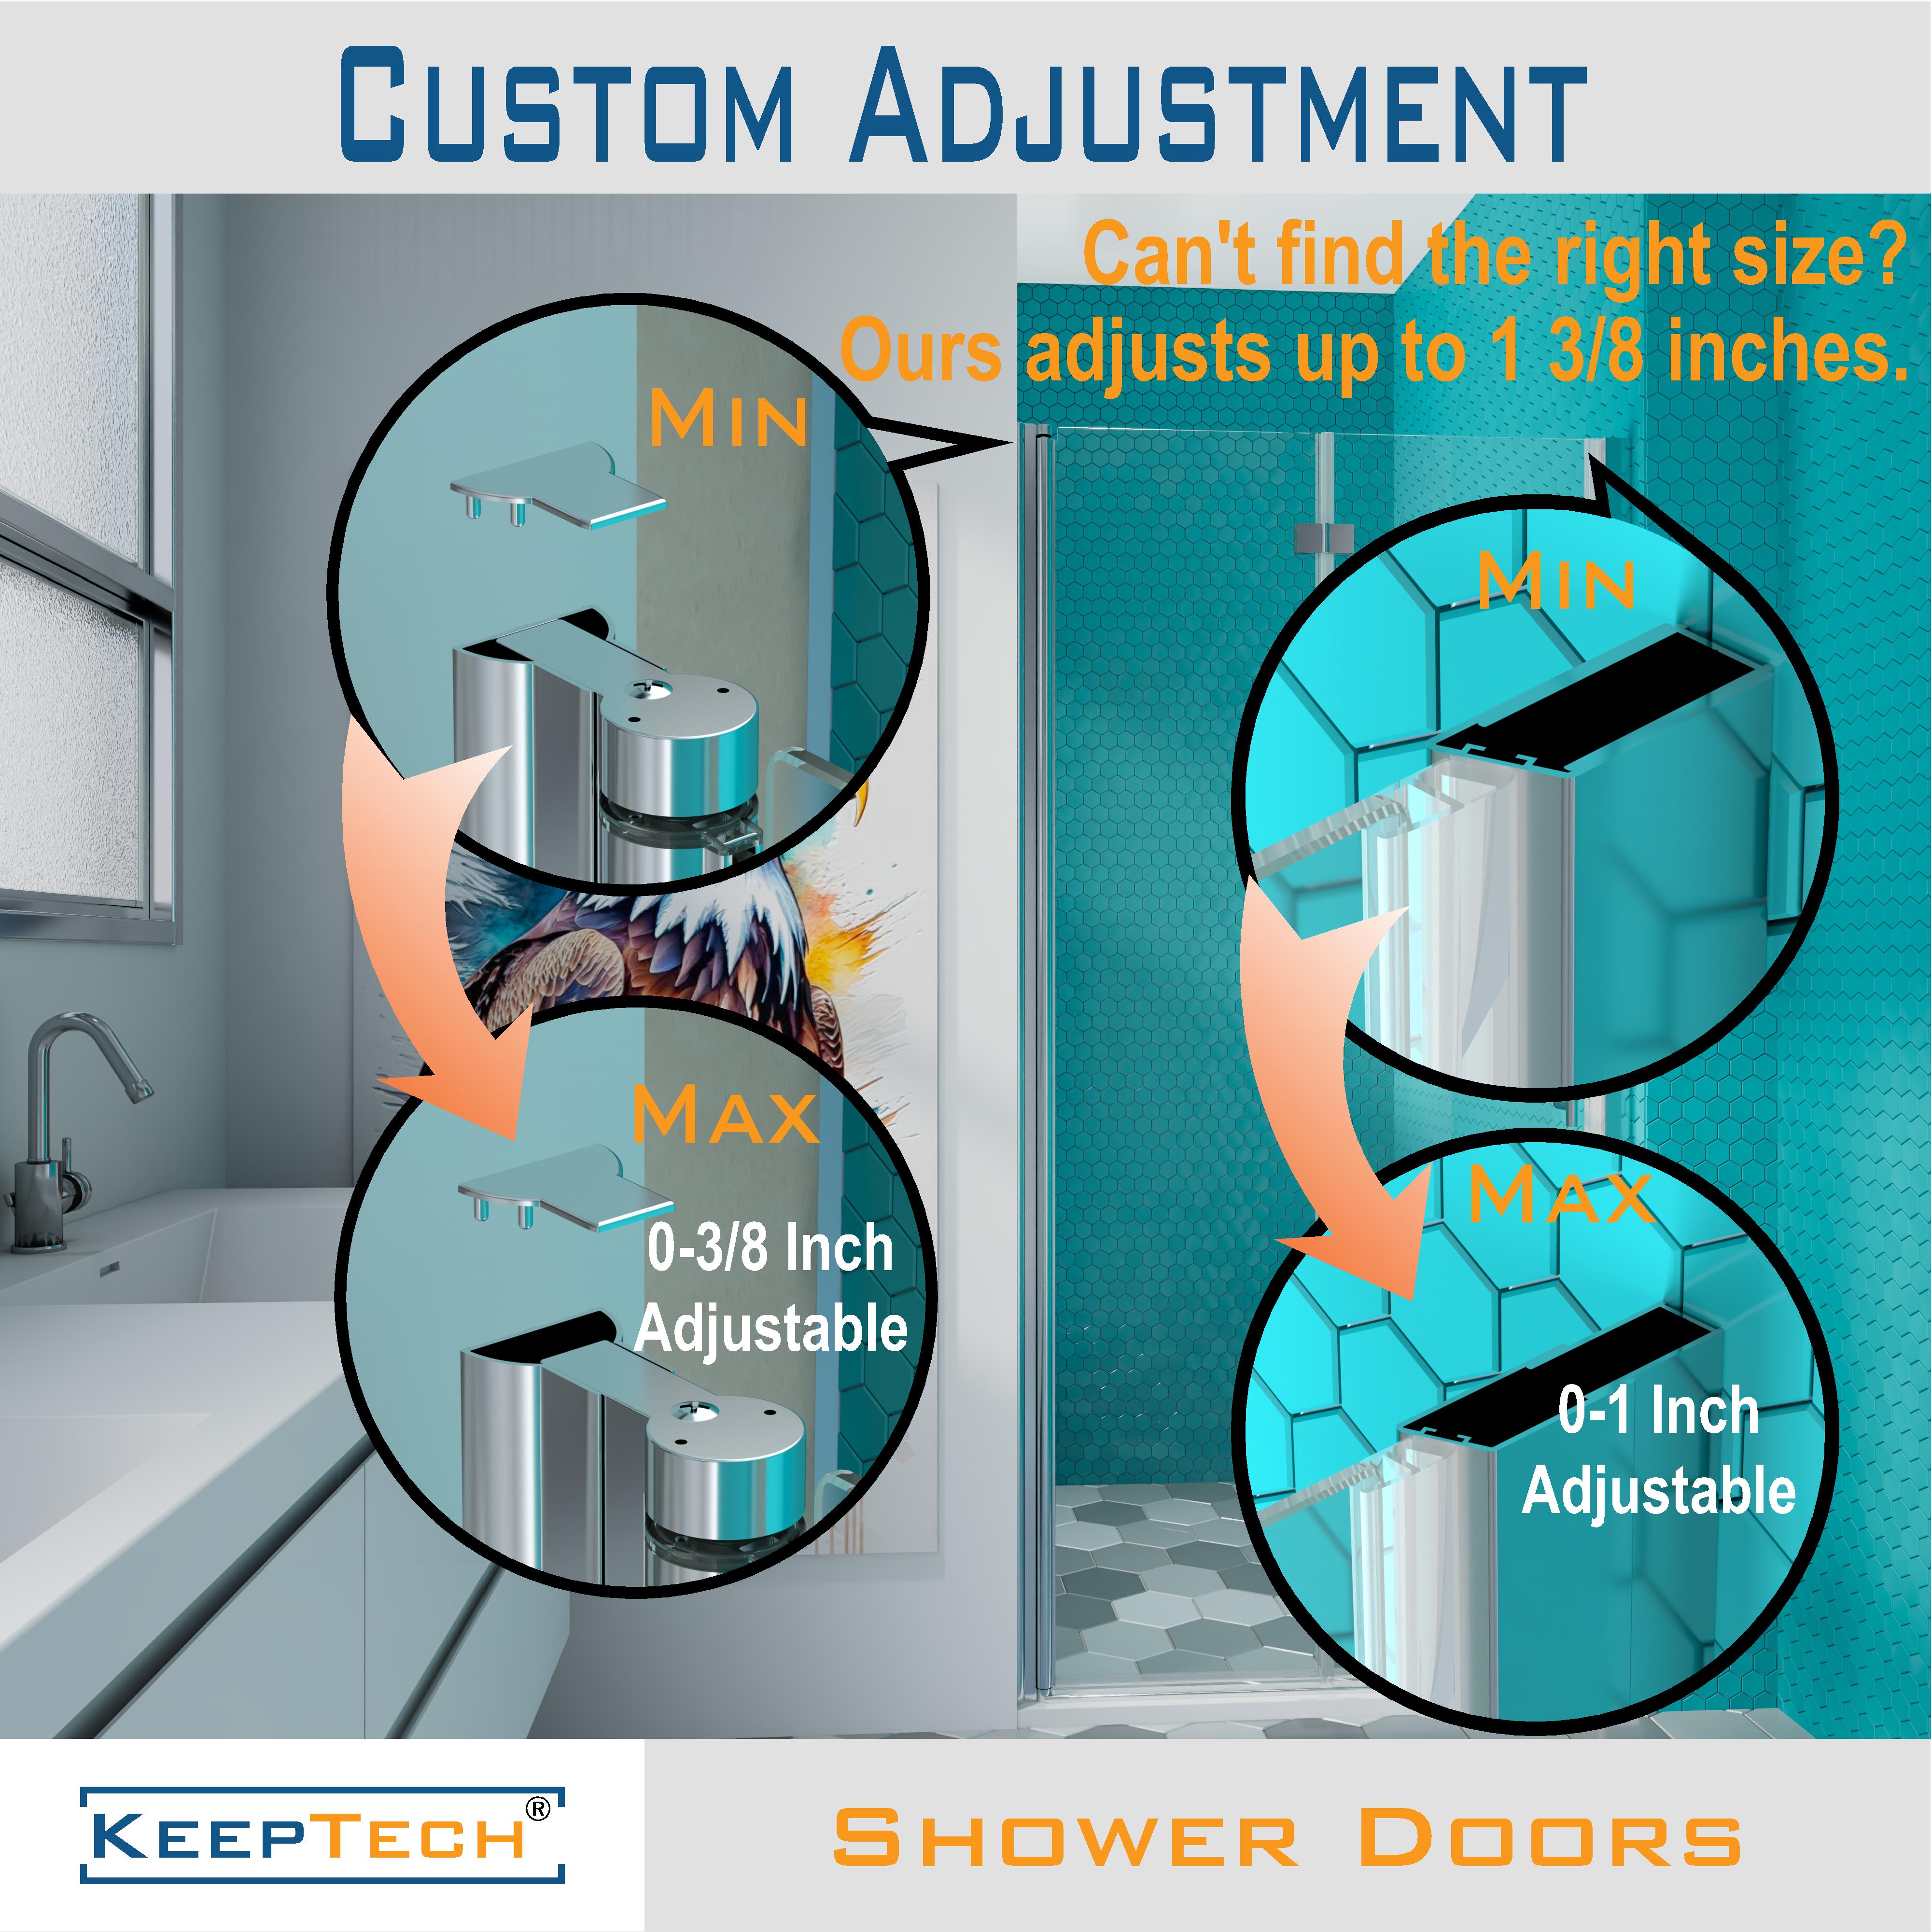 CUSTOM ADJUSTMENT
Can't find the right size?
Ours adjusts up to 1 3/8 inches.
MIN
MIN
MAX
0-3/8 Inch
Adjustable
MAX
0-1 Inch
Adjustable
KEEPTECH®
SHOWER DOORS